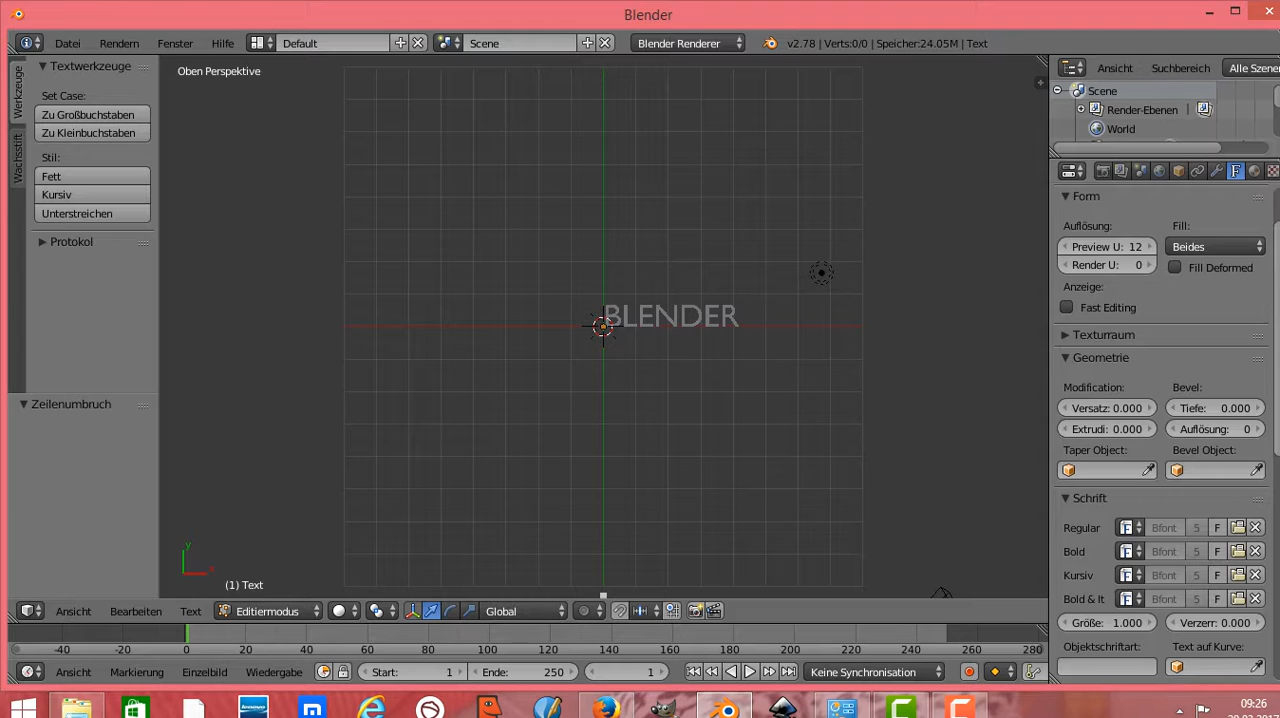 Blender
Datei Rendern Fenster Hilfe Default Scene Blender Renderer v2.78 | Verts:0/0 | Speicher:24.05M | Text
Werkzeuge
Wachsstift
Textwerkzeuge
Set Case:
Zu Großbuchstaben
Zu Kleinbuchstaben
Stil:
Fett
Kursiv
Unterstreichen
Protokol
Zeilenumbruch
Oben Perspektive
BLENDER
Y
X
(1) Text
Ansicht Suchbereich Alle Szenen
Scene
Render-Ebenen
World
F
Form
Auflösung: Fill:
Preview U: 12 Beides
Render U: 0 Fill Deformed
Anzeige:
Fast Editing
Texturraum
Geometrie
Modification: Bevel:
Versatz: 0.000 Tiefe: 0.000
Extrudi: 0.000 Auflösung: 0
Taper Object: Bevel Object:
Schrift
Regular F Bfont 5 F
Bold F Bfont 5 F
Kursiv F Bfont 5 F
Bold & It F Bfont 5 F
Größe: 1.000 Verzerr: 0.000
Objektschriftart: Text auf Kurve:
Ansicht Bearbeiten Text Editiermodus Global
-40 -20 0 20 40 60 80 100 120 140 160 180 200 220 240 260 280
Ansicht Markierung Einzelbild Wiedergabe Start: 1 Ende: 250 1 Keine Synchronisation
lenovo
09:26